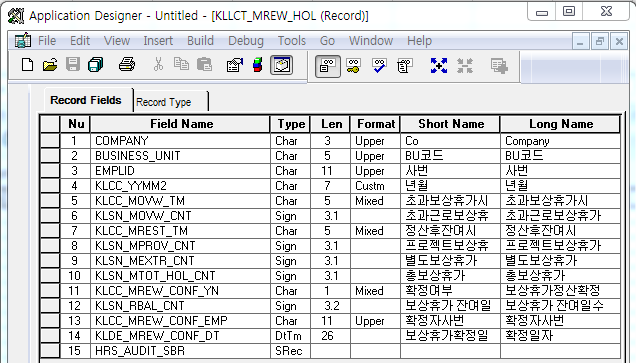 Application Designer - Untitled - [KLLCT_MREW_HOL (Record)]
File Edit View Insert Build Debug Tools Go Window Help
Record Fields Record Type
Nu Field Name Type Len Format Short Name Long Name
1 COMPANY Char 3 Upper Co Company
2 BUSINESS_UNIT Char 5 Upper BU코드 BU코드
3 EMPLID Char 11 Upper 사번 사번
4 KLCC_YYMM2 Char 7 Custm 년월 년월
5 KLCC_MOVW_TM Char 5 Mixed 초과보상휴가시 초과보상휴가시
6 KLSN_MOVW_CNT Sign 3.1 초과근로보상휴 초과근로보상휴가
7 KLCC_MREST_TM Char 5 Mixed 정산후잔여시 정산후잔여시
8 KLSN_MPROV_CNT Sign 3.1 프로젝트보상휴 프로젝트보상휴가
9 KLSN_MEXTR_CNT Sign 3.1 별도보상휴가 별도보상휴가
10 KLSN_MTOT_HOL_CNT Sign 3.1 총보상휴가 총보상휴가
11 KLCC_MREW_CONF_YN Char 1 Mixed 확정여부 보상휴가정산확정
12 KLSN_RBAL_CNT Sign 3.2 보상휴가 잔여일 보상휴가 잔여일수
13 KLCC_MREW_CONF_EMP Char 11 Upper 확정자사번 확정자사번
14 KLDE_MREW_CONF_DT DtTm 26 보상휴가확정일 확정일자
15 HRS_AUDIT_SBR SRec